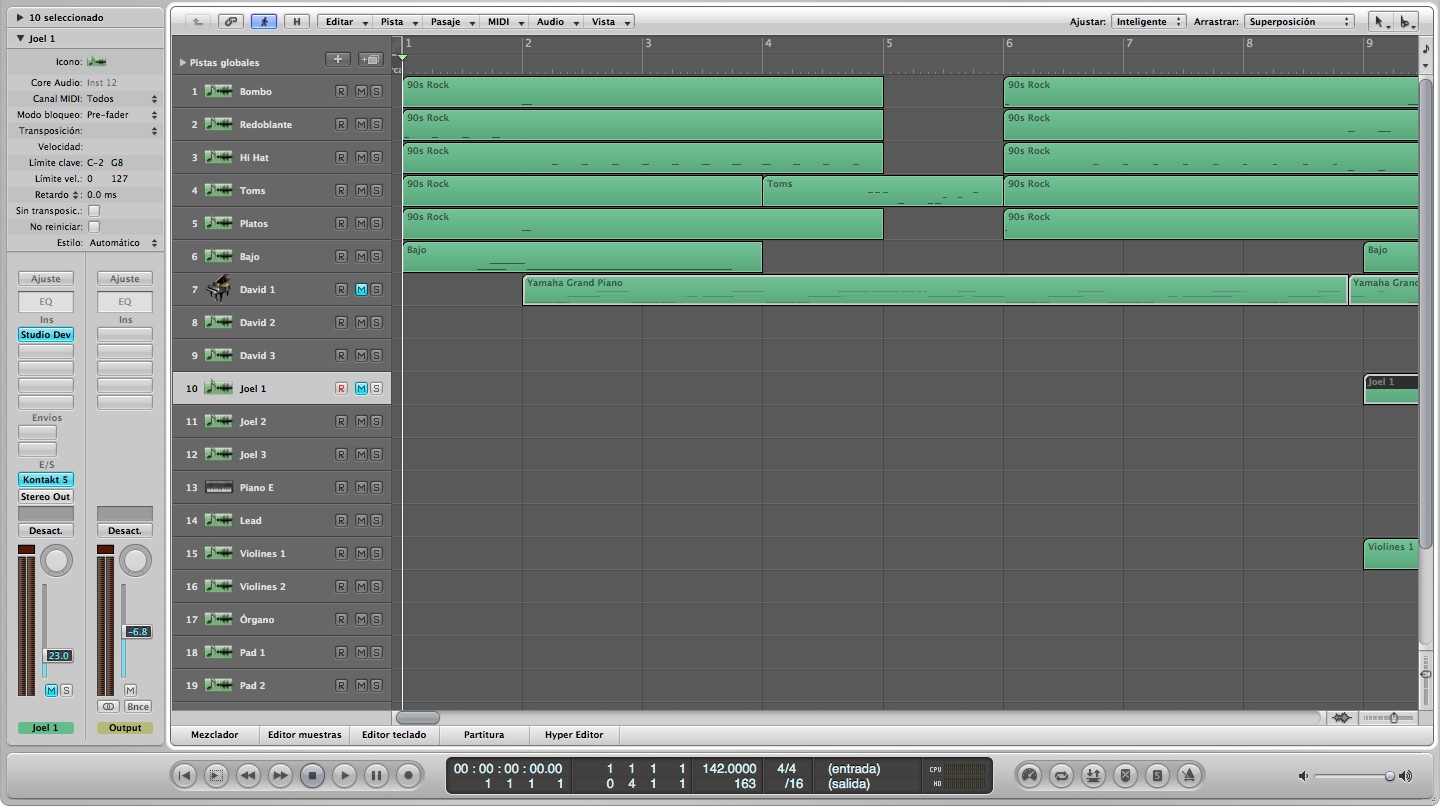 10 seleccionado
Joel 1
Icono:
Core Audio: Inst 12
Canal MIDI: Todos
Modo bloqueo: Pre-fader
Transposición:
Velocidad:
Límite clave: C-2 G8
Límite vel.: 0 127
Retardo : 0.0 ms
Sin transposic.:
No reiniciar:
Estilo: Automático
Ajuste Ajuste
EQ EQ
Ins Ins
Studio Dev
Envíos
E/S
Kontakt 5
Stereo Out
Desact. Desact.
-6.8
23.0
M S M
Bnce
Joel 1 Output
H Editar Pista Pasaje MIDI Audio Vista Ajustar: Inteligente Arrastrar: Superposición
1 2 3 4 5 6 7 8 9
Pistas globales
1 Bombo R M S 90s Rock 90s Rock
2 Redoblante R M S 90s Rock 90s Rock
3 Hi Hat R M S 90s Rock 90s Rock
4 Toms R M S 90s Rock Toms 90s Rock
5 Platos R M S 90s Rock 90s Rock
6 Bajo R M S Bajo Bajo
7 David 1 R M S Yamaha Grand Piano Yamaha Grand
8 David 2 R M S
9 David 3 R M S
10 Joel 1 R M S Joel 1
11 Joel 2 R M S
12 Joel 3 R M S
13 Piano E R M S
14 Lead R M S
15 Violines 1 R M S Violines 1
16 Violines 2 R M S
17 Órgano R M S
18 Pad 1 R M S
19 Pad 2 R M S
Mezclador Editor muestras Editor teclado Partitura Hyper Editor
00 : 00 : 00 : 00.00 1 1 1 1 142.0000 4/4 (entrada) CPU
1 1 1 1 0 4 1 1 163 /16 (salida) HD
S